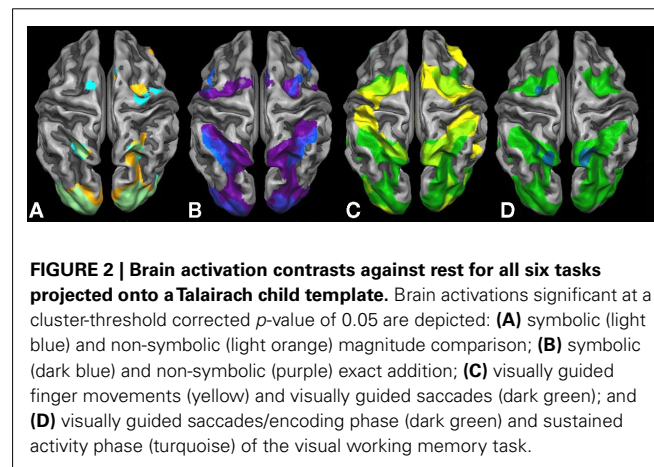 A B C D
FIGURE 2 | Brain activation contrasts against rest for all six tasks
projected onto a Talairach child template. Brain activations significant at a
cluster-threshold corrected p-value of 0.05 are depicted: (A) symbolic (light
blue) and non-symbolic (light orange) magnitude comparison; (B) symbolic
(dark blue) and non-symbolic (purple) exact addition; (C) visually guided
finger movements (yellow) and visually guided saccades (dark green); and
(D) visually guided saccades/encoding phase (dark green) and sustained
activity phase (turquoise) of the visual working memory task.